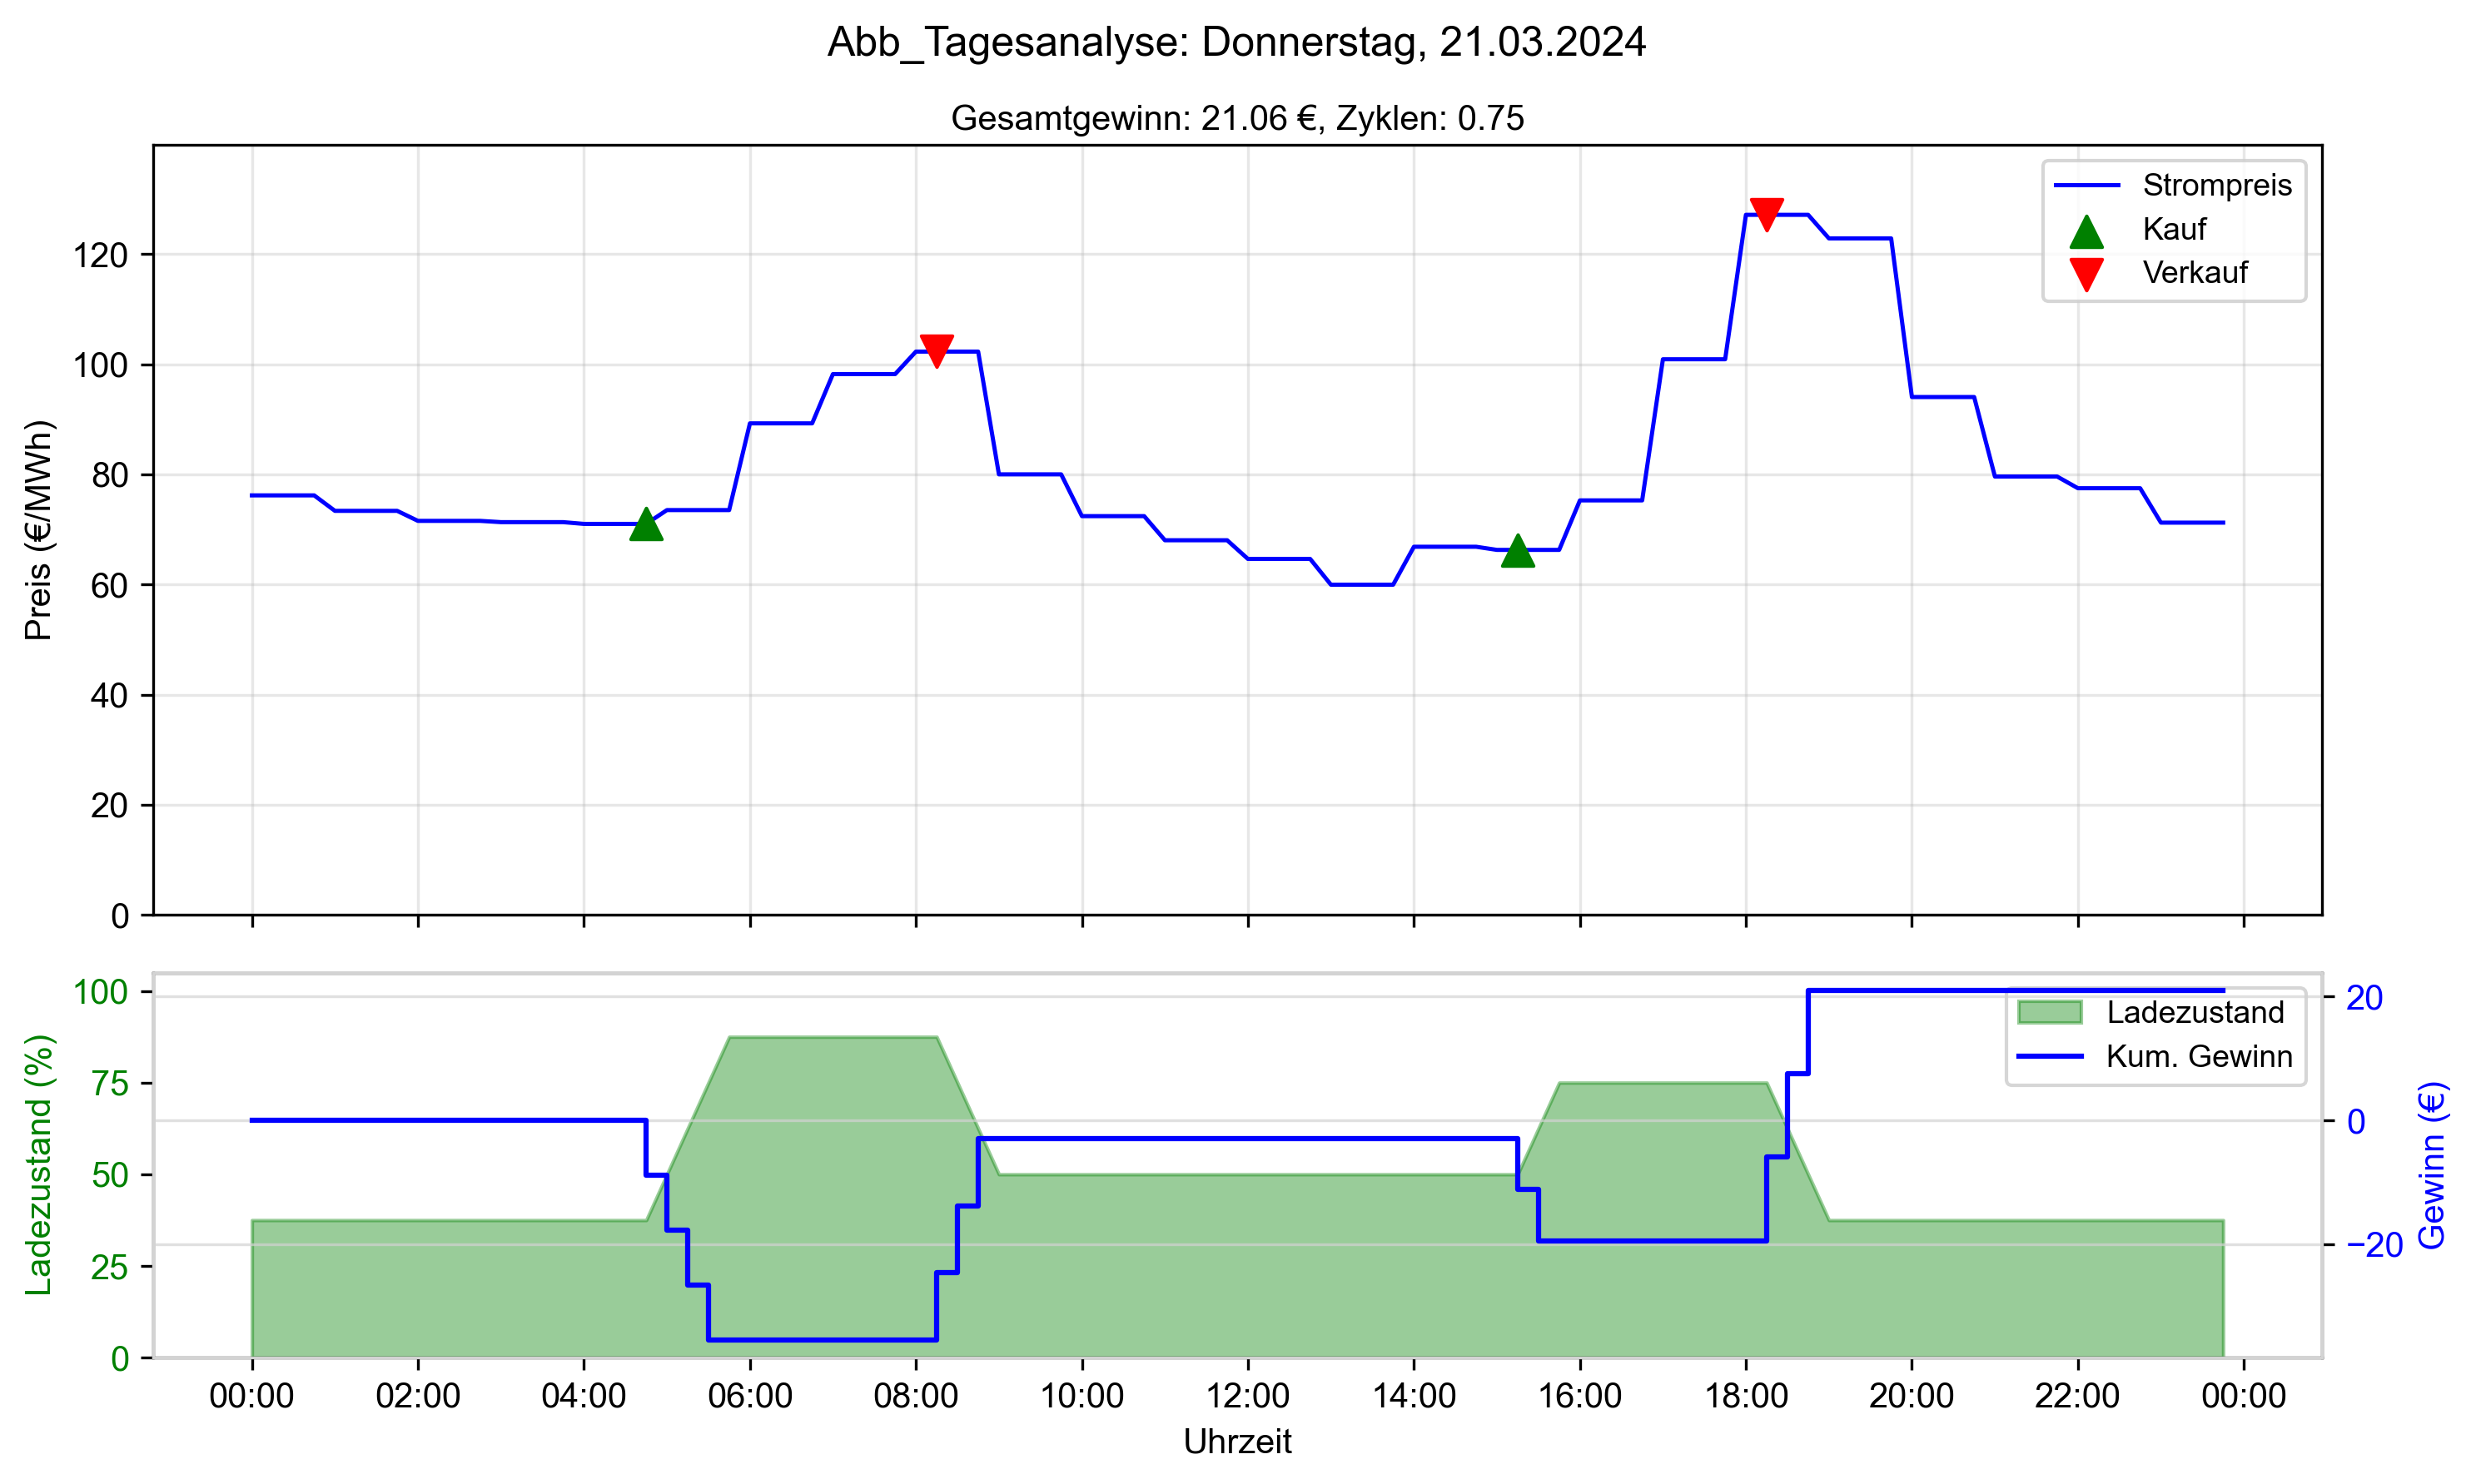 Abb_Tagesanalyse: Donnerstag, 21.03.2024
Gesamtgewinn: 21.06 €, Zyklen: 0.75
Preis (€/MWh)
120
100
80
60
40
20
0
Strompreis
Kauf
Verkauf
Ladezustand (%)
100
75
50
25
0
Ladezustand
Kum. Gewinn
20
0
−20
Gewinn (€)
00:00 02:00 04:00 06:00 08:00 10:00 12:00 14:00 16:00 18:00 20:00 22:00 00:00
Uhrzeit